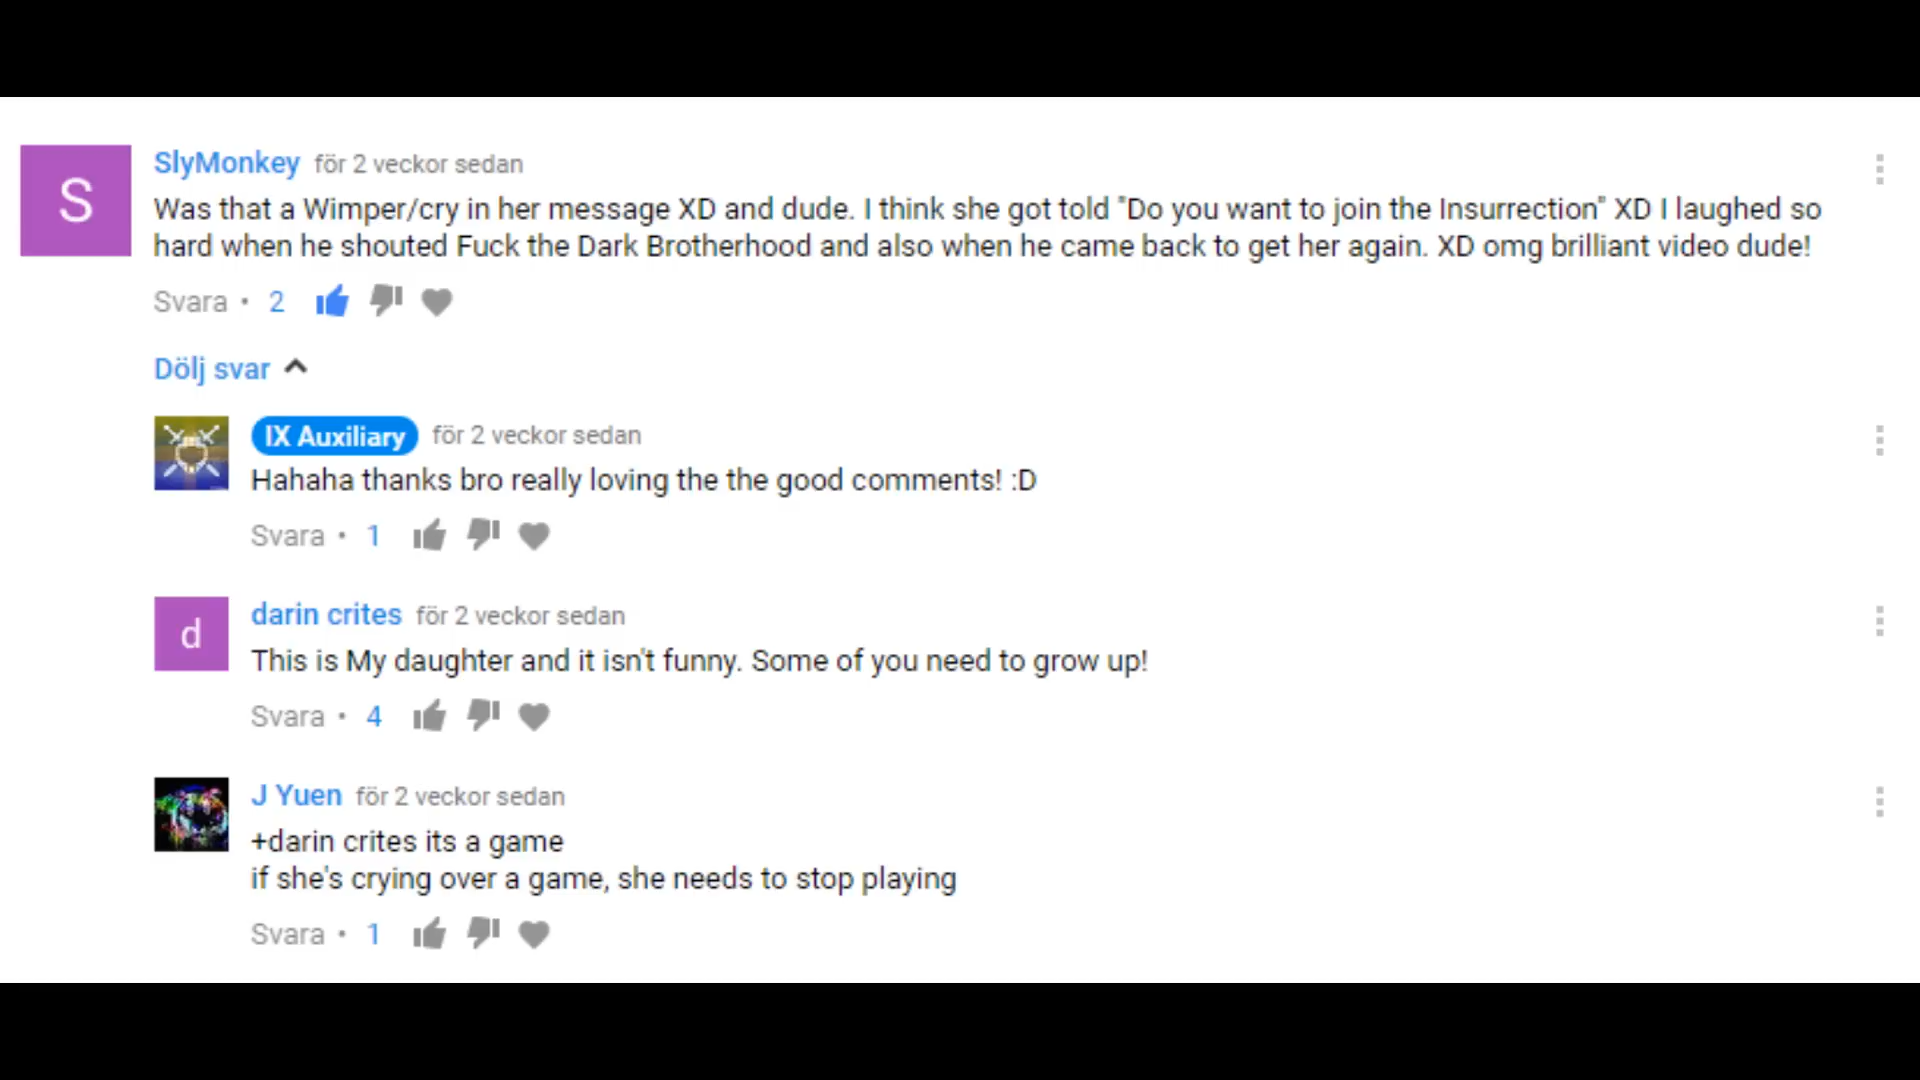 S
SlyMonkey för 2 veckor sedan
Was that a Wimper/cry in her message XD and dude. I think she got told "Do you want to join the Insurrection" XD I laughed so
hard when he shouted Fuck the Dark Brotherhood and also when he came back to get her again. XD omg brilliant video dude!
Svara • 2
Dölj svar
IX Auxiliary för 2 veckor sedan
Hahaha thanks bro really loving the the good comments! :D
Svara • 1
d
darin crites för 2 veckor sedan
This is My daughter and it isn't funny. Some of you need to grow up!
Svara • 4
J Yuen för 2 veckor sedan
+darin crites its a game
if she's crying over a game, she needs to stop playing
Svara • 1